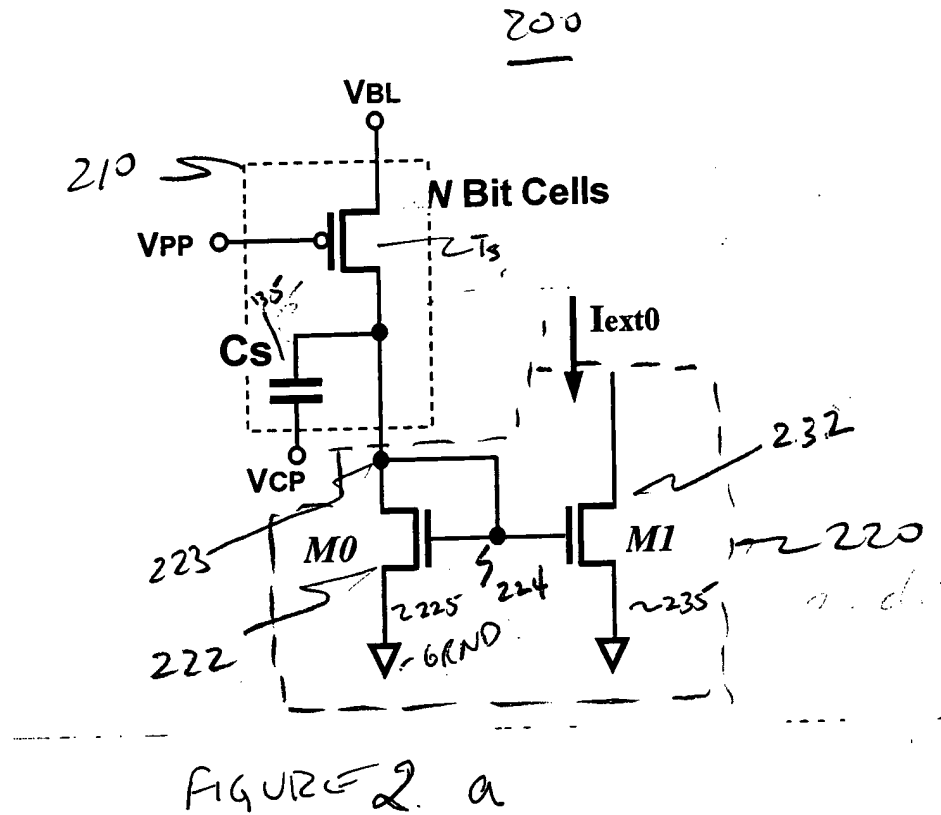 200
VBL
210
N Bit Cells
VPP
Ts
Iext0
Cs
VCP
232
223
M0
M1
220
224
225
235
222
GRND
FIGURE 2. a